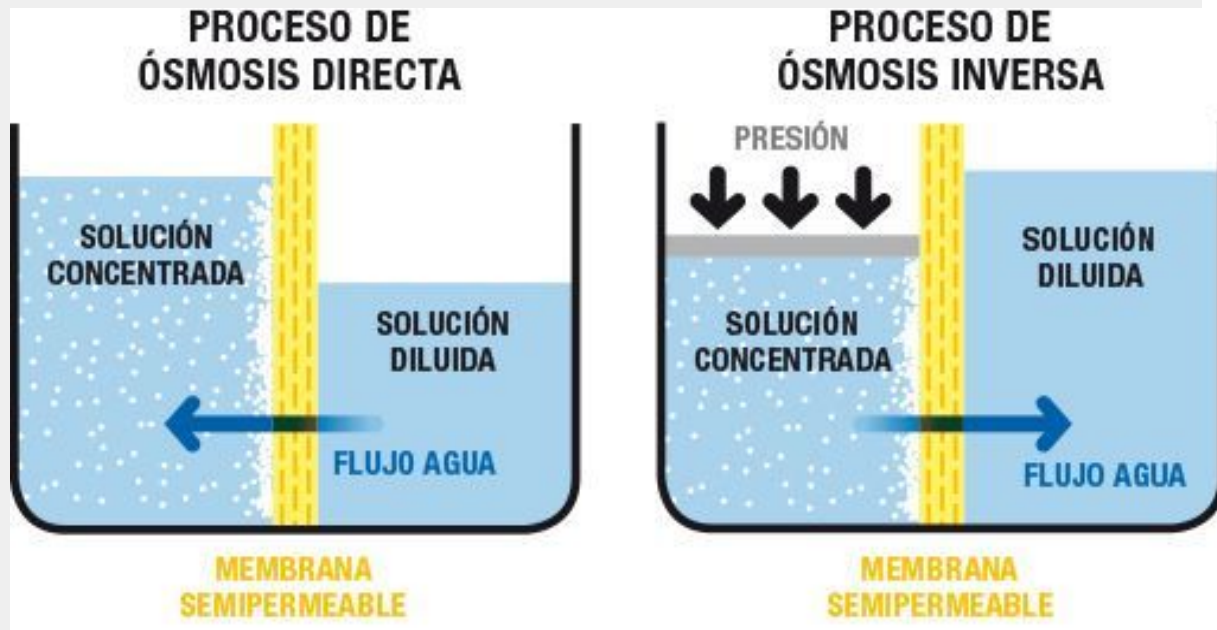 PROCESO DE
ÓSMOSIS DIRECTA
SOLUCIÓN
CONCENTRADA
SOLUCIÓN
DILUIDA
FLUJO AGUA
MEMBRANA
SEMIPERMEABLE
PROCESO DE
ÓSMOSIS INVERSA
PRESIÓN
SOLUCIÓN
CONCENTRADA
SOLUCIÓN
DILUIDA
FLUJO AGUA
MEMBRANA
SEMIPERMEABLE